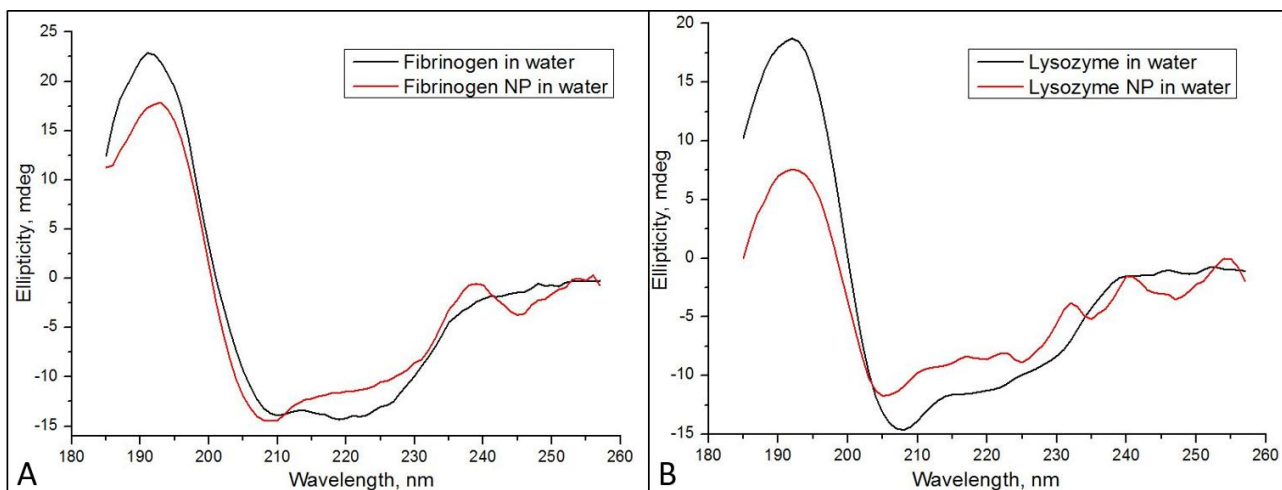 25
20
15
10
5
0
-5
-10
-15
Ellipticity, mdeg
Fibrinogen in water
Fibrinogen NP in water
180 190 200 210 220 230 240 250 260
Wavelength, nm
A
20
15
10
5
0
-5
-10
-15
Ellipticity, mdeg
Lysozyme in water
Lysozyme NP in water
180 190 200 210 220 230 240 250 260
Wavelength, nm
B